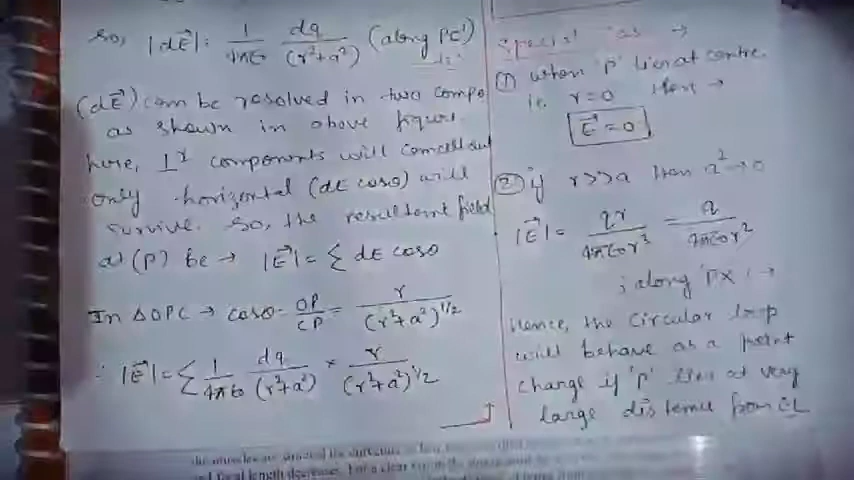 so, |dE⃗| = 1/4πε₀ dq/(r²+a²) (along PC)
(dE⃗) can be resolved in two compo
as shown in above figure.
here, ⊥ʳ components will cancel out
only horizontal (dE cosθ) will
survive. So, the resultant field
at (P) be → |E⃗| = Σ dE cosθ
In ΔOPC → cosθ = OP/CP = r/(r²+a²)^1/2
∴ |E⃗| = Σ 1/4πε₀ dq/(r²+a²) × r/(r²+a²)^1/2
Special as →
① when 'P' lies at centre.
ie. r=0 then →
E⃗=0
② if r>>a then a²→0
|E⃗| = qr/4πε₀r³ = q/4πε₀r²
; along PX→
Hence, the circular loop
will behave as a point
charge if 'P' lies at very
large distance from CL